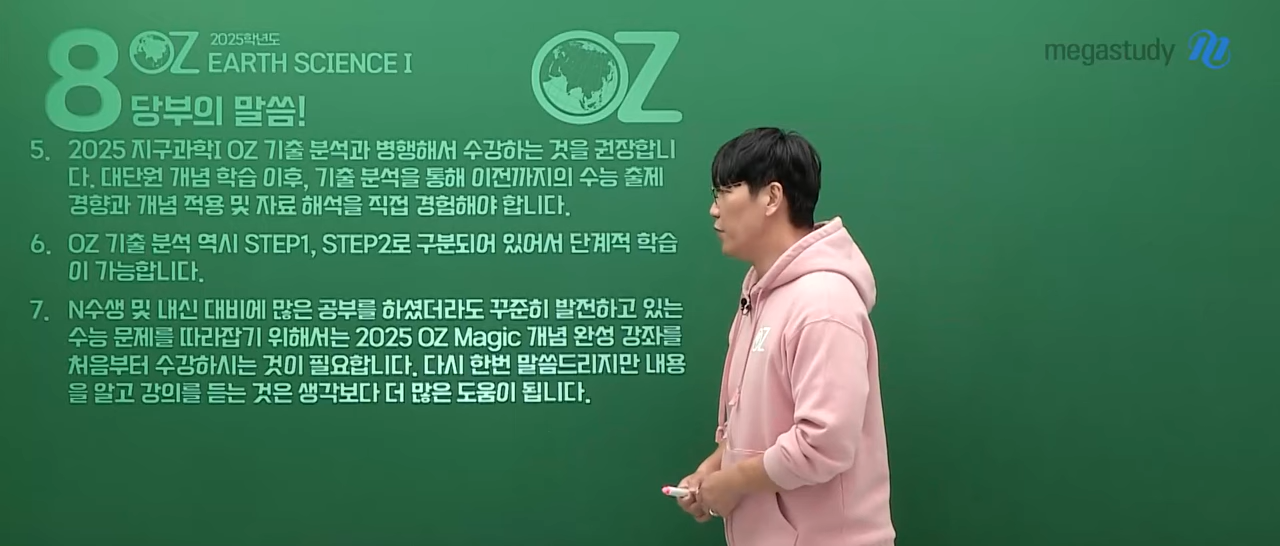 8 OZ 2025학년도
EARTH SCIENCE I
당부의 말씀!
OZ
megastudy
5. 2025 지구과학I OZ 기출 분석과 병행해서 수강하는 것을 권장합니
다. 대단원 개념 학습 이후, 기출 분석을 통해 이전까지의 수능 출제
경향과 개념 적용 및 자료 해석을 직접 경험해야 합니다.
6. OZ 기출 분석 역시 STEP1, STEP2로 구분되어 있어서 단계적 학습
이 가능합니다.
7. N수생 및 내신 대비에 많은 공부를 하셨더라도 꾸준히 발전하고 있는
수능 문제를 따라잡기 위해서는 2025 OZ Magic 개념 완성 강좌를
처음부터 수강하시는 것이 필요합니다. 다시 한번 말씀드리지만 내용
을 알고 강의를 듣는 것은 생각보다 더 많은 도움이 됩니다.
OZ